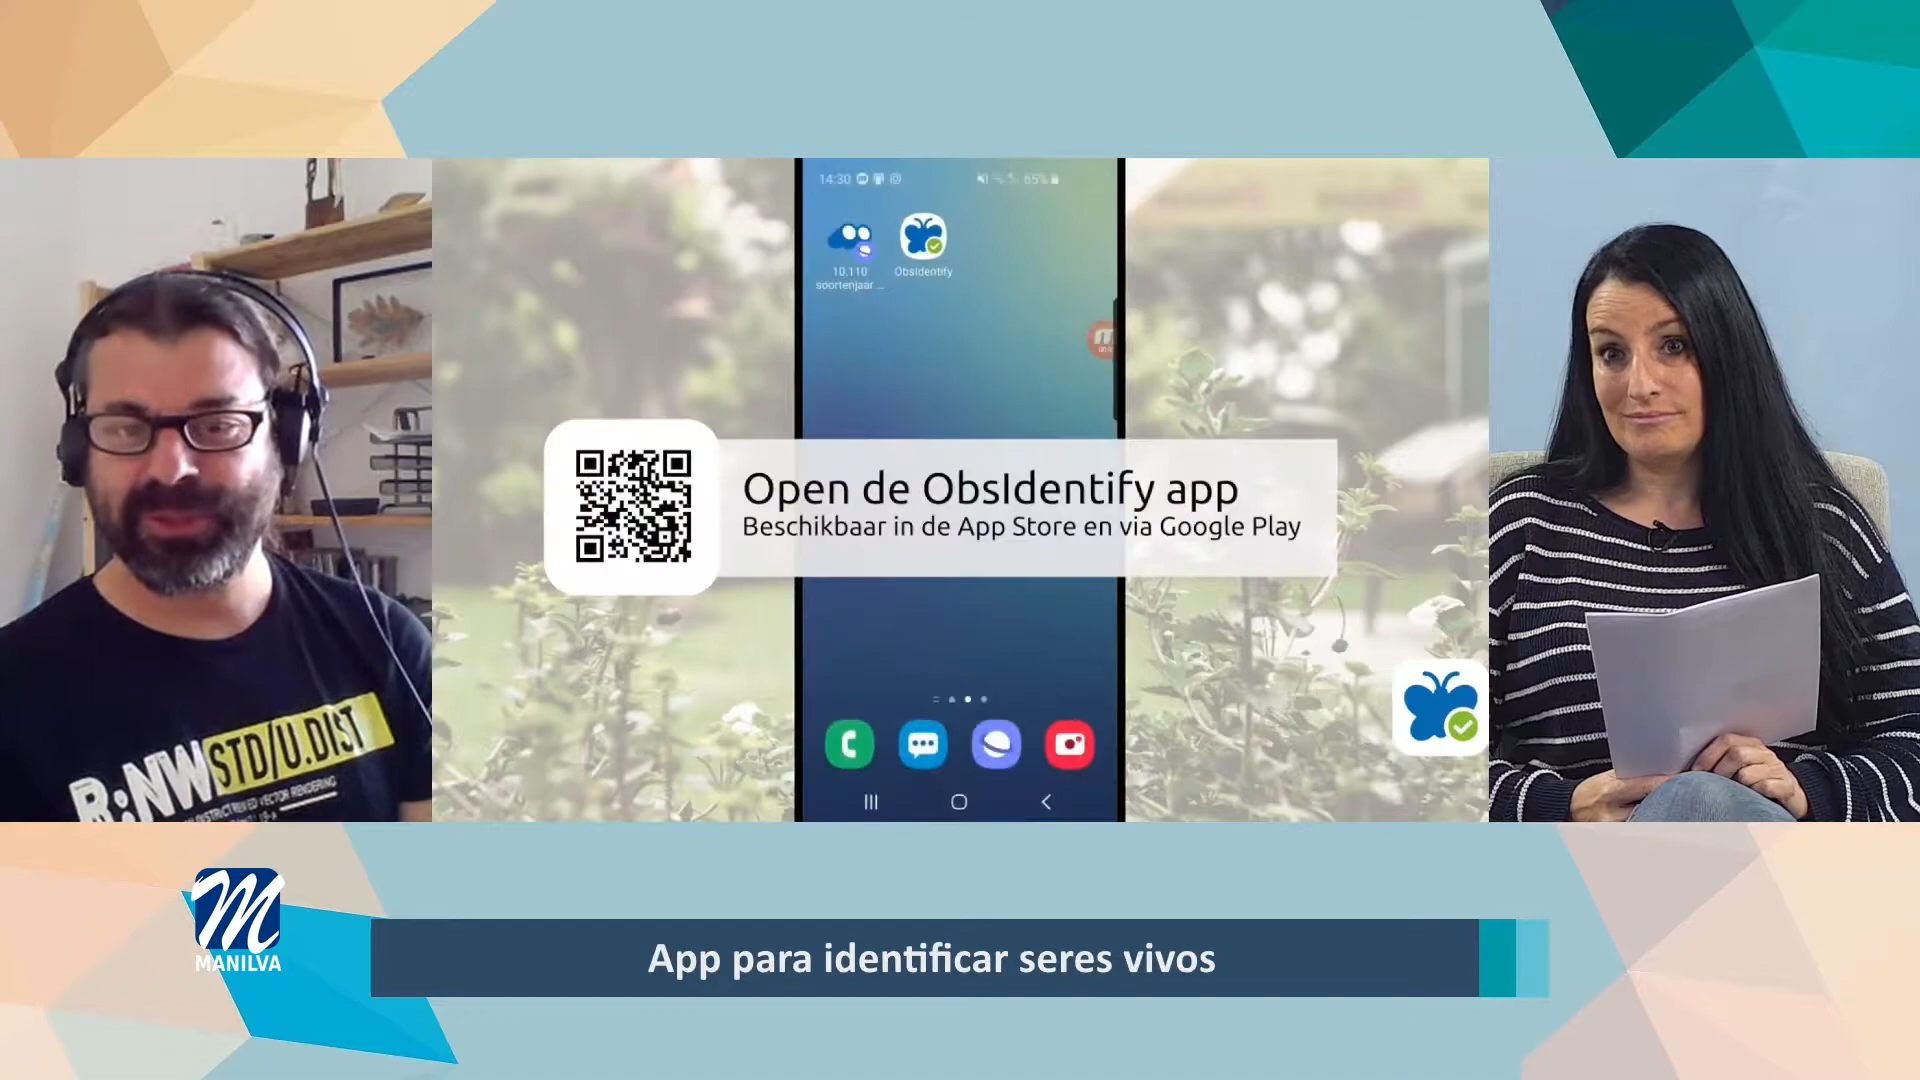 14:30
65%
10.110
soortenjaar ...
ObsIdentify
Open de ObsIdentify app
Beschikbaar in de App Store en via Google Play
STD/U.DIST
MANILVA
App para identificar seres vivos